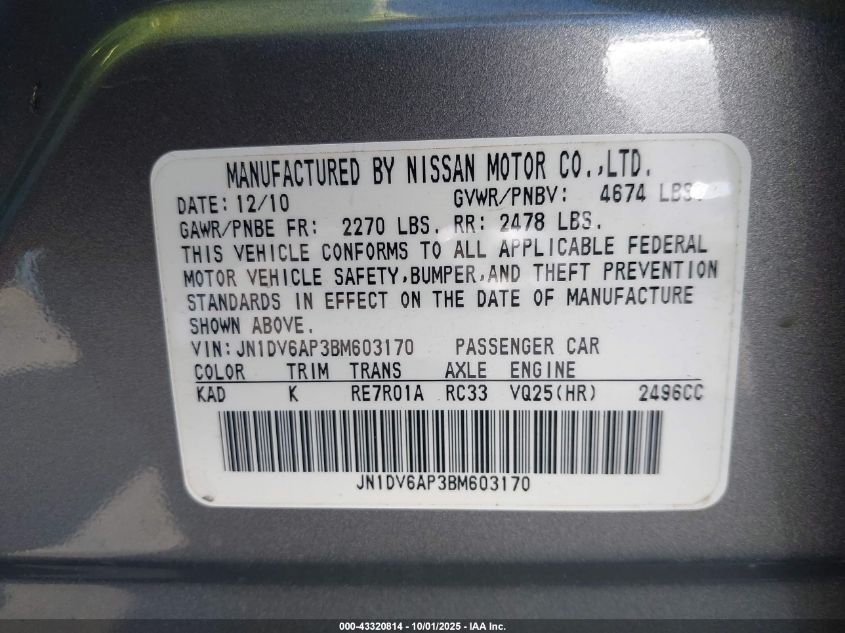 MANUFACTURED BY NISSAN MOTOR CO.,LTD.
DATE: 12/10 GVWR/PNBV: 4674 LBS.
GAWR/PNBE FR: 2270 LBS. RR: 2478 LBS.
THIS VEHICLE CONFORMS TO ALL APPLICABLE FEDERAL
MOTOR VEHICLE SAFETY,BUMPER,AND THEFT PREVENTION
STANDARDS IN EFFECT ON THE DATE OF MANUFACTURE
SHOWN ABOVE.
VIN: JN1DV6AP3BM603170 PASSENGER CAR
COLOR TRIM TRANS AXLE ENGINE
KAD K RE7R01A RC33 VQ25(HR) 2496CC
JN1DV6AP3BM603170
000-43320814 - 10/01/2025 - IAA Inc.